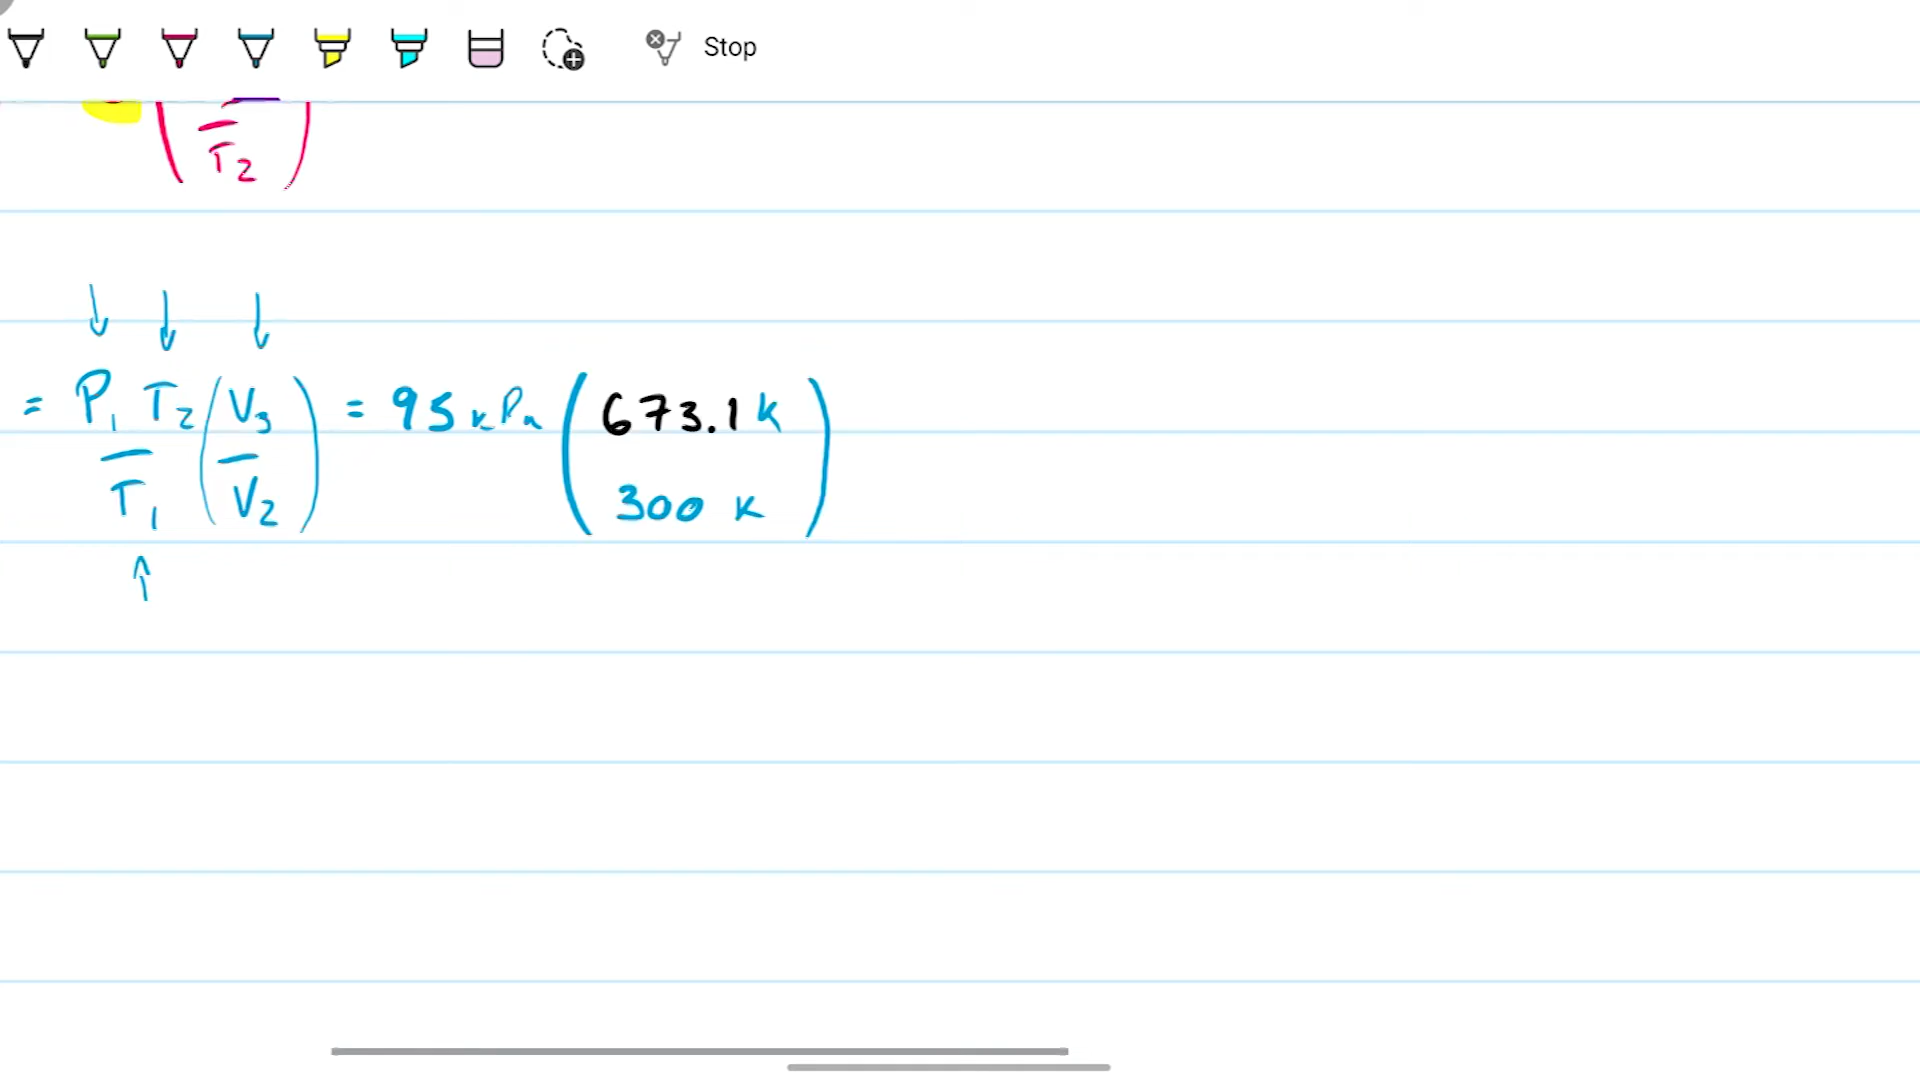 Stop
T2
= P1 T2 ( V3 ) = 95 kPa ( 673.1 K )
T1 ( V2 ) ( 300 K )